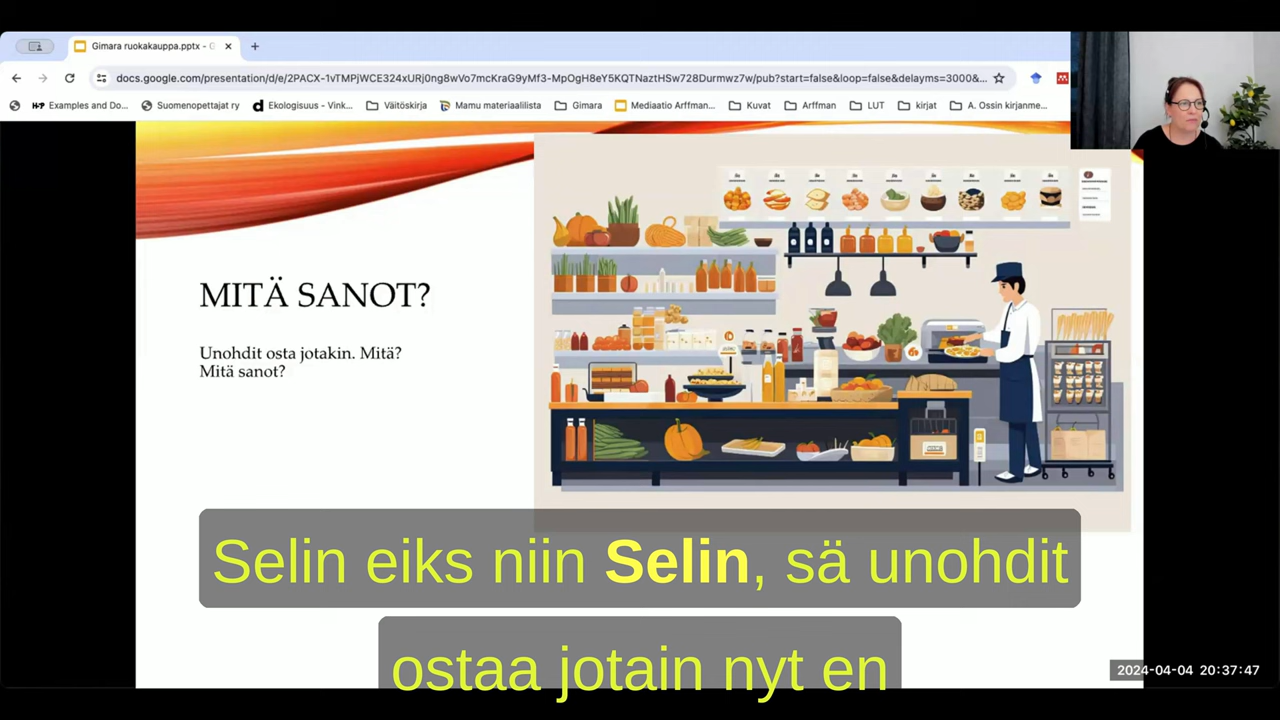 Gimara ruokakauppa.pptx - G
docs.google.com/presentation/d/e/2PACX-1vTMPjWCE324xURj0ng8wVo7mcKraG9yMf3-MpOgH8eY5KQTNaztHSw728Durmwz7w/pub?start=false&loop=false&delayms=3000&...
Examples and Do... Suomenopettajat ry Ekologisuus - Vink... Väitöskirja Mamu materiaalilista Gimara Mediaatio Arffman... Kuvat Arffman LUT kirjat A. Ossin kirjanme...
MITÄ SANOT?
Unohdit osta jotakin. Mitä?
Mitä sanot?
Selin eiks niin Selin, sä unohdit
ostaa jotain nyt en
2024-04-04 20:37:47